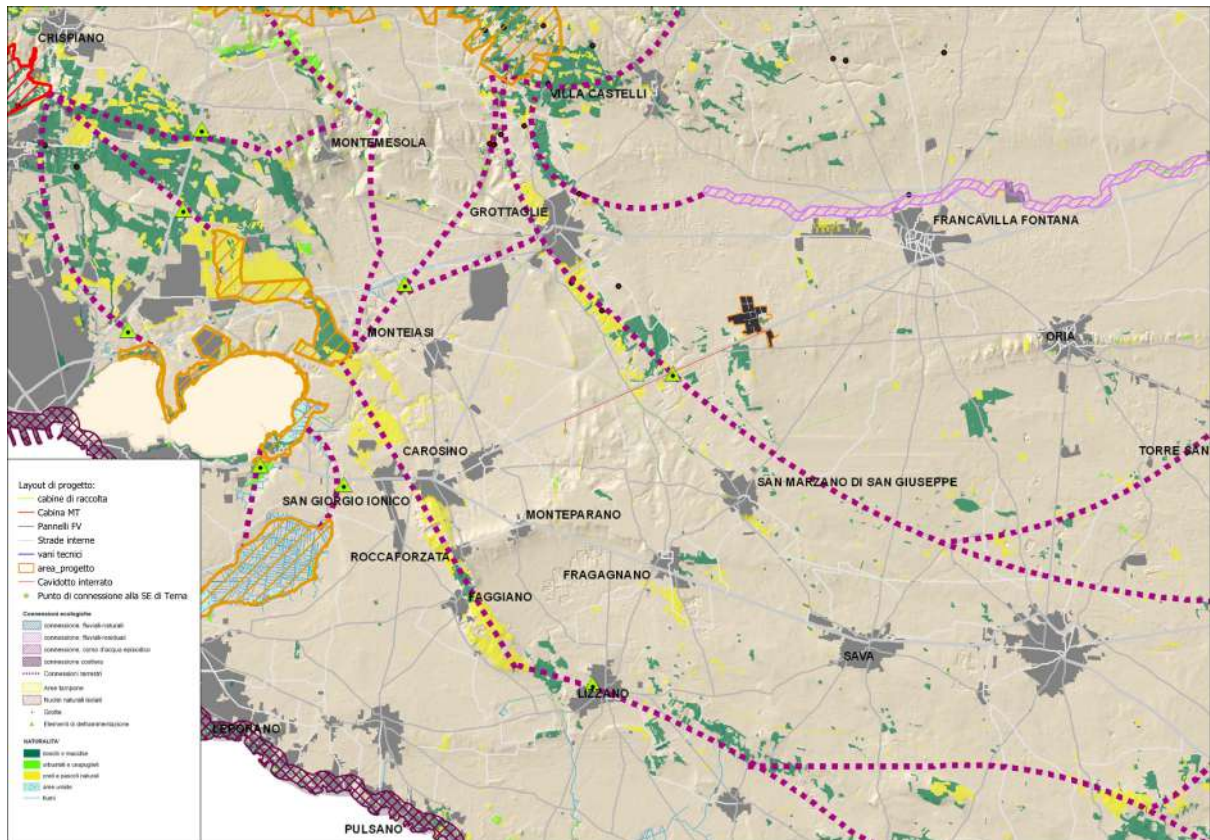 CRISPIANO
VILLA CASTELLI
MONTEMESOLA
GROTTAGLIE
FRANCAVILLA FONTANA
MONTEIASI
ORIA
CAROSINO
TORRE SAN
SAN GIORGIO IONICO
SAN MARZANO DI SAN GIUSEPPE
MONTEPARANO
ROCCAFORZATA
FRAGAGNANO
FAGGIANO
SAVA
LIZZANO
LEPORANO
PULSANO
Layout di progetto:
cabine di raccolta
Cabina MT
Pannelli FV
Strade interne
vani tecnici
area_progetto
Cavidotto interrato
Punto di connessione alla SE di Terna
Connessioni ecologiche
connessione, fluviali-naturali
connessione, fluviali-residuali
connessione, corso d'acqua episodico
connessione costiera
Connessioni terrestri
Aree tampone
Nuclei naturali isolati
Grotte
Elementi di deframmentazione
NATURALITA'
boschi e macchie
arbusteti e cespuglieti
prati e pascoli naturali
aree umide
fiumi